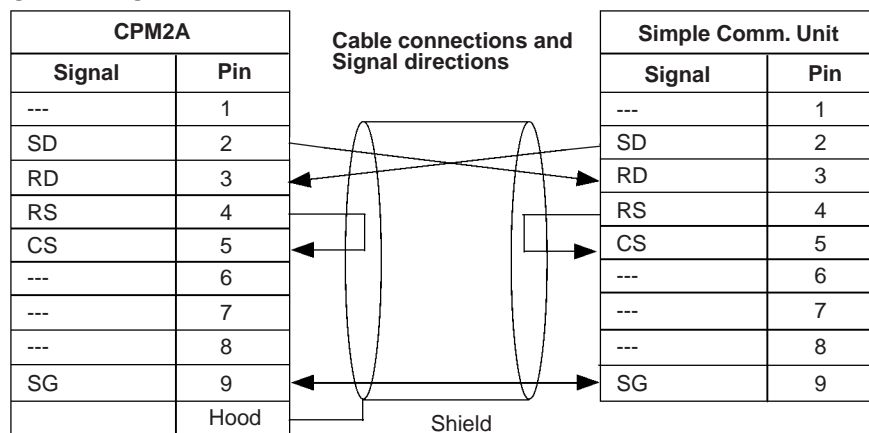 CPM2A
Signal Pin
--- 1
SD 2
RD 3
RS 4
CS 5
--- 6
--- 7
--- 8
SG 9
Hood
Cable connections and
Signal directions
Shield
Simple Comm. Unit
Signal Pin
--- 1
SD 2
RD 3
RS 4
CS 5
--- 6
--- 7
--- 8
SG 9